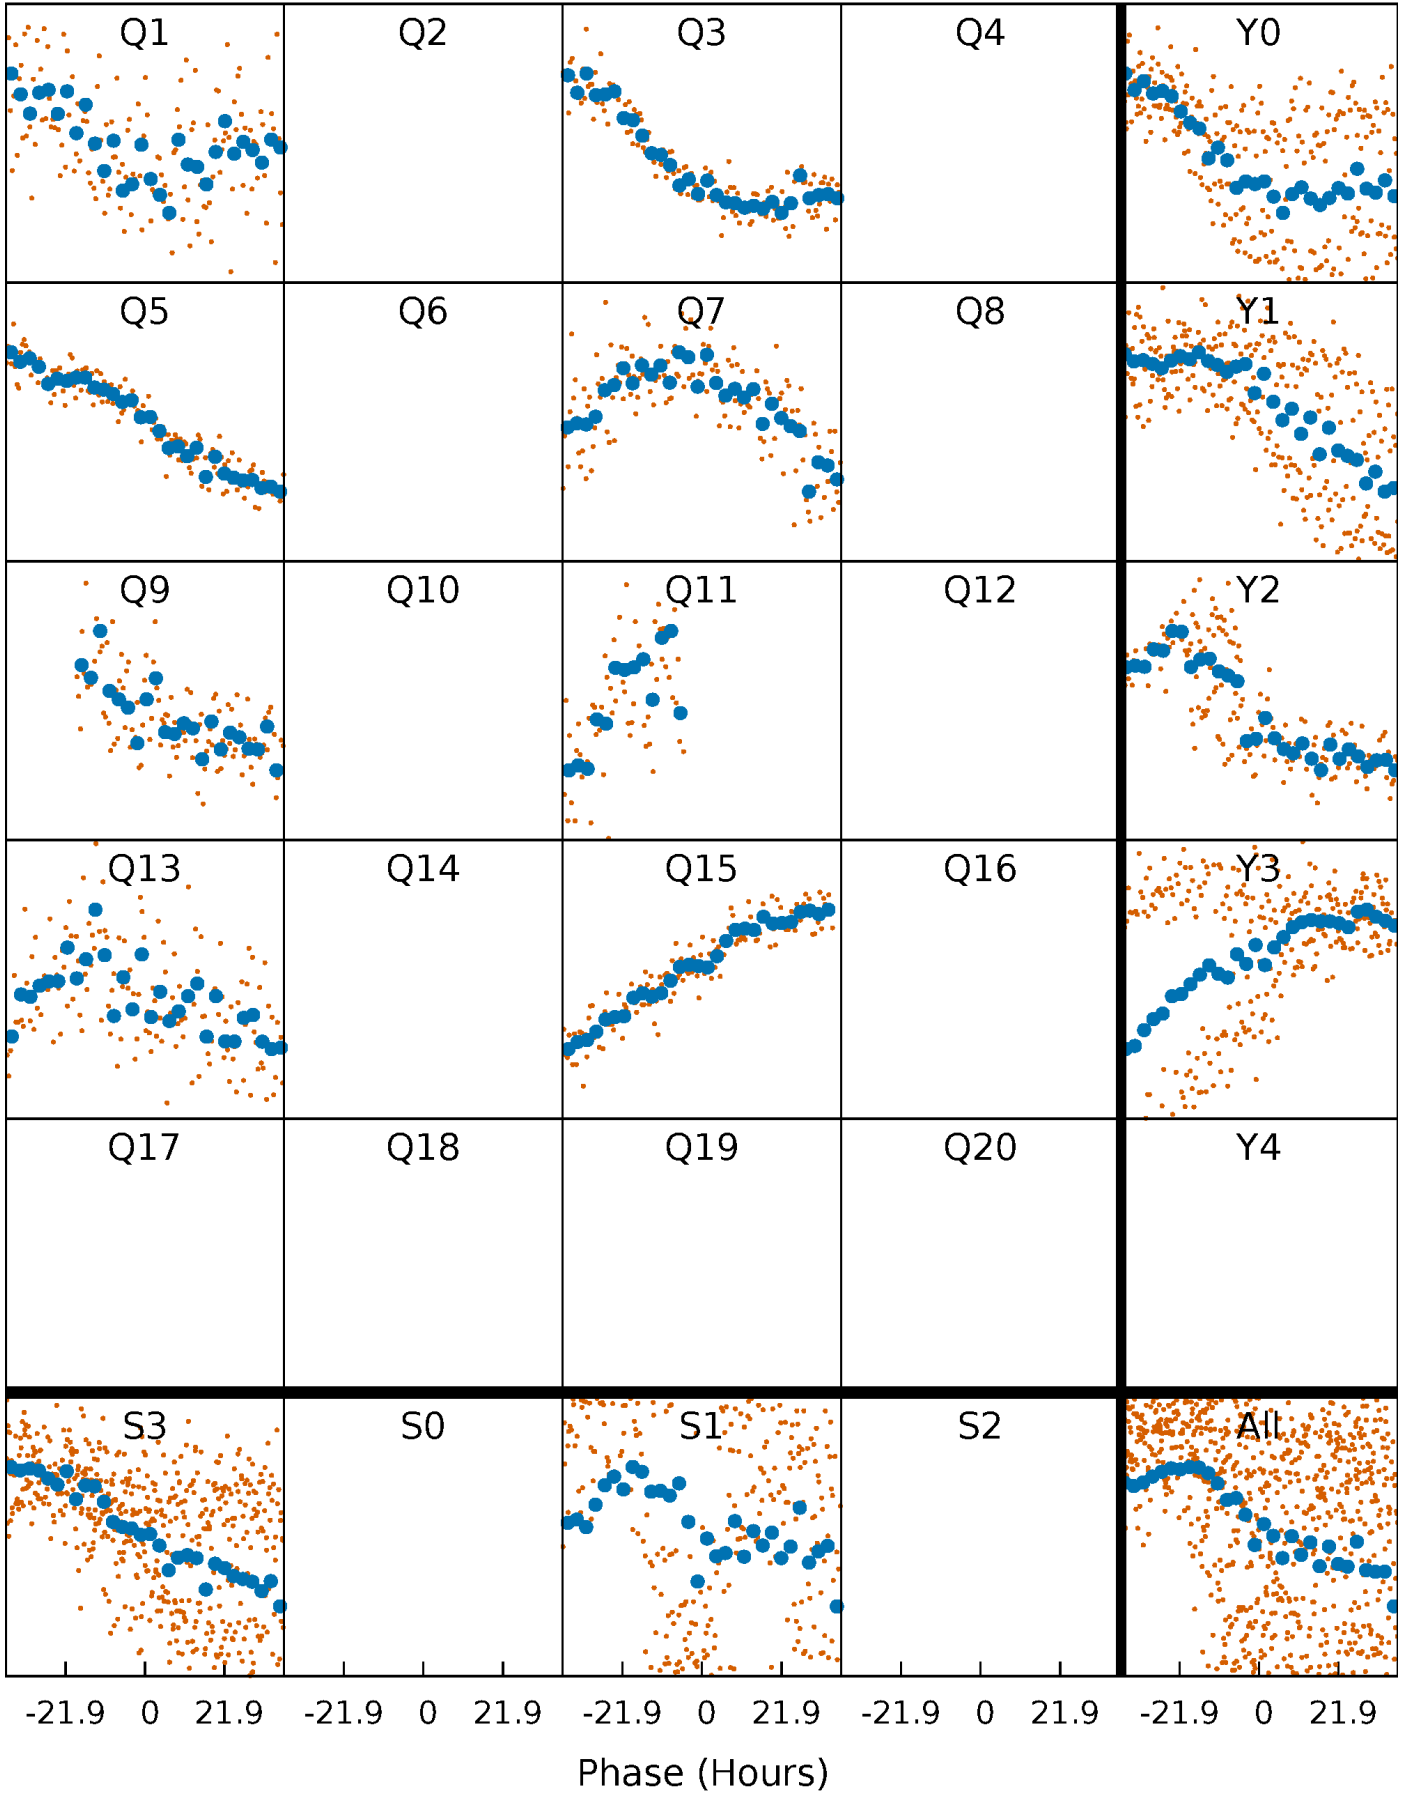 Q1 Q2 Q3 Q4 Y0
Q5 Q6 Q7 Q8 Y1
Q9 Q10 Q11 Q12 Y2
Q13 Q14 Q15 Q16 Y3
Q17 Q18 Q19 Q20 Y4
S3 S0 S1 S2 All
-21.9 0 21.9 -21.9 0 21.9 -21.9 0 21.9 -21.9 0 21.9 -21.9 0 21.9
Phase (Hours)